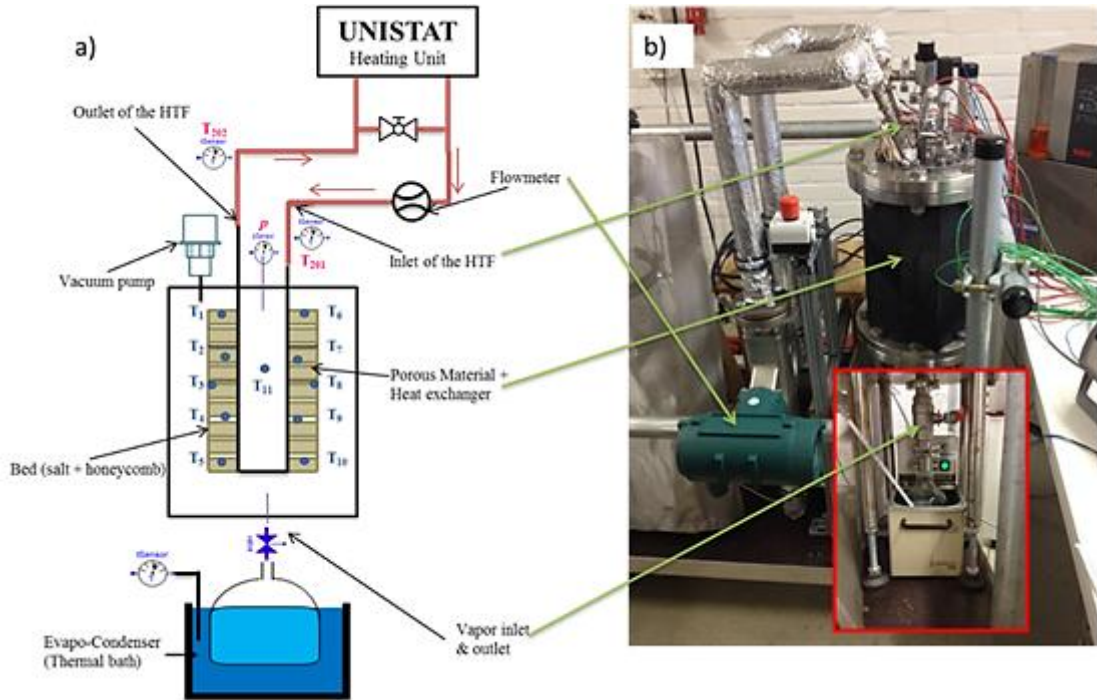 a)
UNISTAT
Heating Unit
b)
Outlet of the HTF
T202
Flowmeter
P
T201
Inlet of the HTF
Vacuum pump
T1
T6
T2
T7
T3
T8
T11
T4
T9
T5
T10
Porous Material +
Heat exchanger
Bed (salt + honeycomb)
tSensor
Evapo-Condenser
(Thermal bath)
Vapor inlet
& outlet